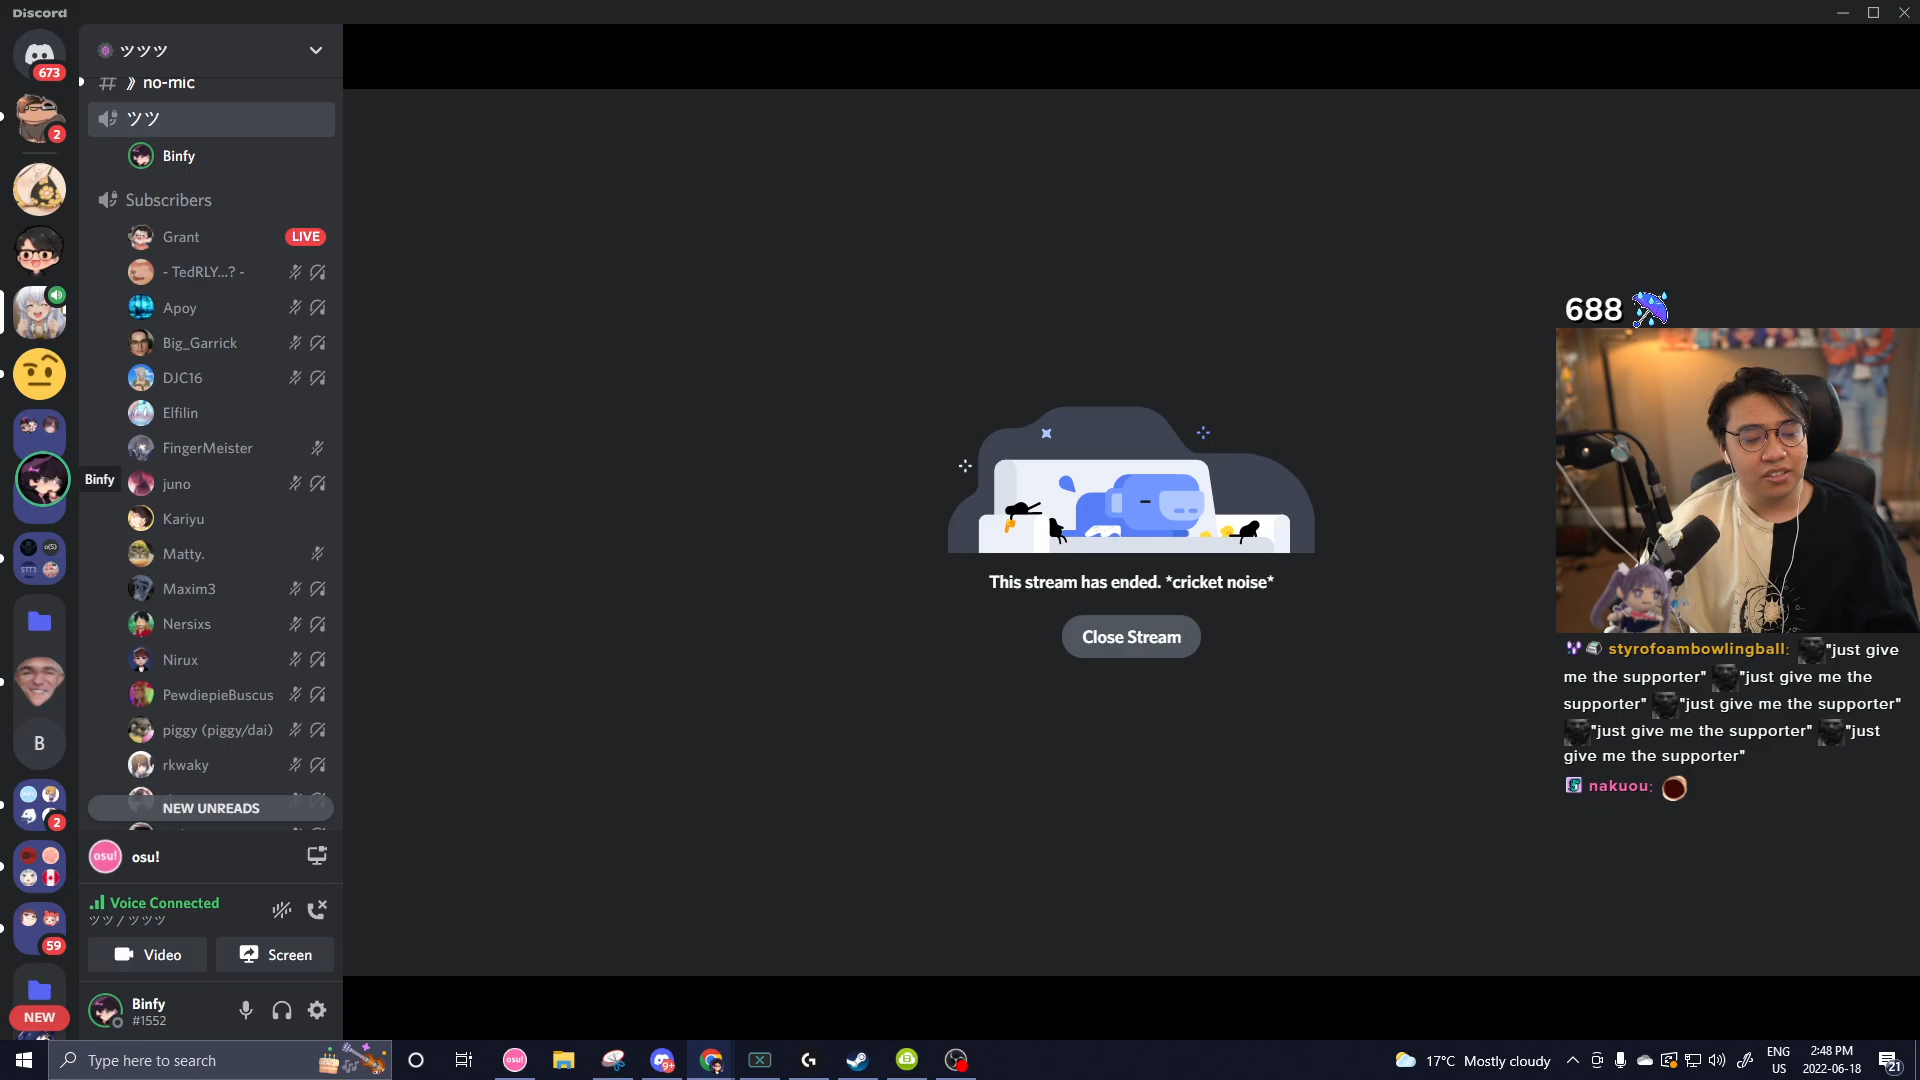 Discord
673
ツツツ
》 no-mic
2
ツツ
Binfy
Subscribers
Grant
LIVE
- TedRLY...? -
Apoy
Big_Garrick
DJC16
Elfilin
FingerMeister
Binfy
juno
Kariyu
Matty.
Maxim3
Nersixs
Nirux
PewdiepieBuscus
piggy (piggy/dai)
rkwaky
NEW UNREADS
B
2
59
NEW
osu!
osu!
Voice Connected
ツツ / ツツツ
Video
Screen
Binfy
#1552
This stream has ended. *cricket noise*
Close Stream
688
styrofoambowlingball: "just give
me the supporter" "just give me the
supporter" "just give me the supporter"
"just give me the supporter" "just
give me the supporter"
nakuou:
Type here to search
osu!
9+
17°C Mostly cloudy
ENG
US
2:48 PM
2022-06-18
21